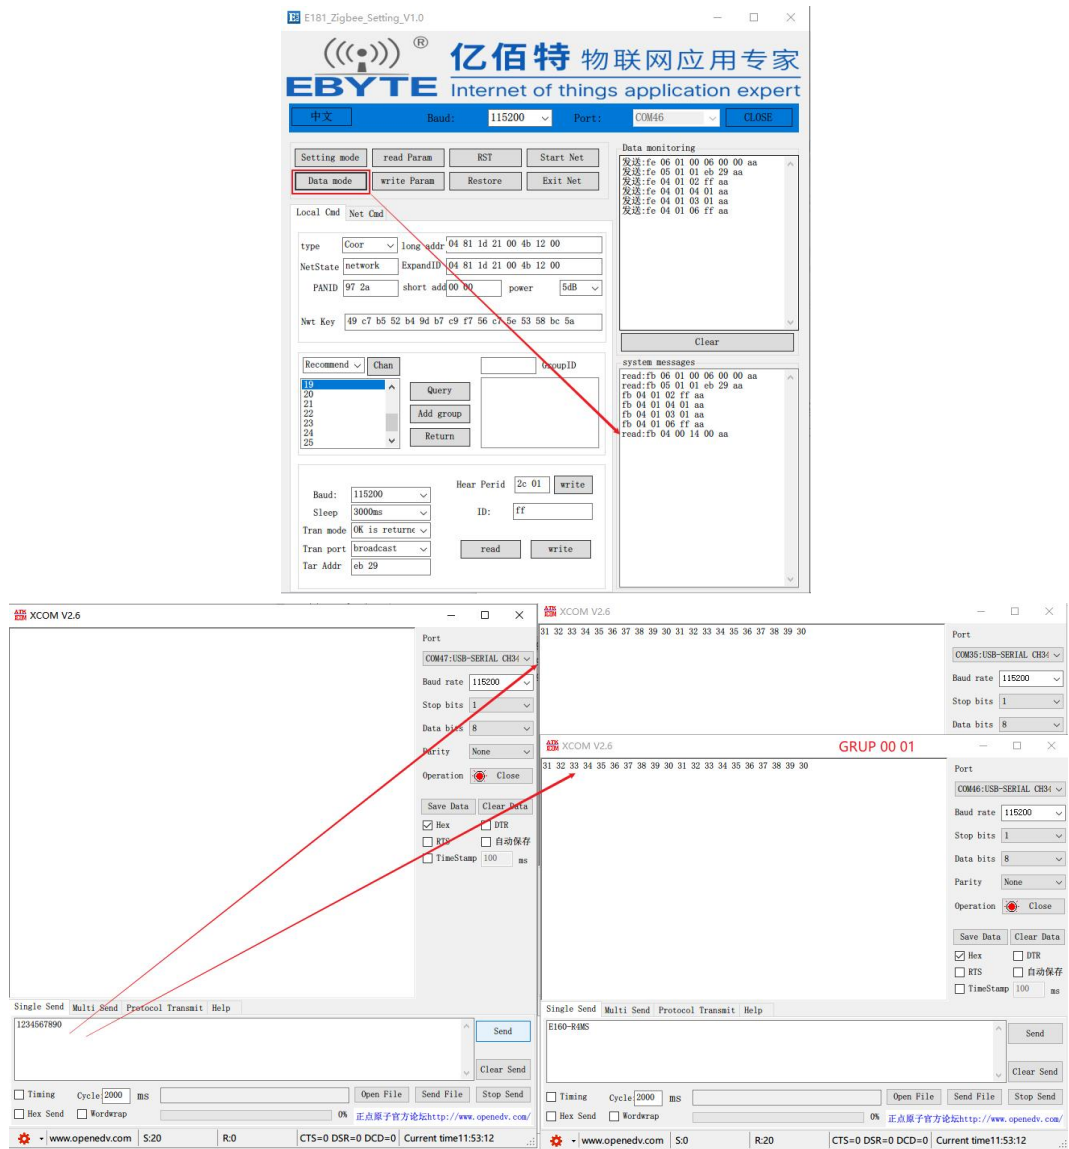 E181_Zigbee_Setting_V1.0
EBYTE ® 亿佰特 物联网应用专家
Internet of things application expert
中文 Baud: 115200 Port: COM46 CLOSE
Setting mode read Param RST Start Net
Data mode write Param Restore Exit Net
Local Cmd Net Cmd
type Coor long addr 04 81 1d 21 00 4b 12 00
NetState network ExpandID 04 81 1d 21 00 4b 12 00
PANID 97 2a short add 00 00 power 5dB
Nwt Key 49 c7 b5 52 b4 9d b7 c9 f7 56 c7 5e 53 58 bc 5a
Recommend Chan GroupID
19
20
21
22
23
24
25
Query
Add group
Return
Hear Perid 2c 01 write
Baud: 115200
Sleep 3000ms ID: ff
Tran mode OK is returne
Tran port broadcast read write
Tar Addr eb 29
Data monitoring
发送:fe 06 01 00 06 00 00 aa
发送:fe 05 01 01 eb 29 aa
发送:fe 04 01 02 ff aa
发送:fe 04 01 04 01 aa
发送:fe 04 01 03 01 aa
发送:fe 04 01 06 ff aa
Clear
system messages
read:fb 06 01 00 06 00 00 aa
read:fb 05 01 01 eb 29 aa
fb 04 01 02 ff aa
fb 04 01 04 01 aa
fb 04 01 03 01 aa
fb 04 01 06 ff aa
read:fb 04 00 14 00 aa
ATK XCOM V2.6
Port
COM47:USB-SERIAL CH34
Baud rate 115200
Stop bits 1
Data bits 8
Parity None
Operation Close
Save Data Clear Data
Hex DTR
RTS 自动保存
TimeStamp 100 ms
Single Send Multi Send Protocol Transmit Help
1234567890
Send
Clear Send
Timing Cycle: 2000 ms Open File Send File Stop Send
Hex Send Wordwrap 0% 正点原子官方论坛http://www.openedv.com/
www.openedv.com S:20 R:0 CTS=0 DSR=0 DCD=0 Current time11:53:12
ATK XCOM V2.6
31 32 33 34 35 36 37 38 39 30 31 32 33 34 35 36 37 38 39 30
Port
COM35:USB-SERIAL CH34
Baud rate 115200
Stop bits 1
Data bits 8
ATK XCOM V2.6 GRUP 00 01
31 32 33 34 35 36 37 38 39 30 31 32 33 34 35 36 37 38 39 30
Port
COM46:USB-SERIAL CH34
Baud rate 115200
Stop bits 1
Data bits 8
Parity None
Operation Close
Save Data Clear Data
Hex DTR
RTS 自动保存
TimeStamp 100 ms
Single Send Multi Send Protocol Transmit Help
E160-R4MS
Send
Clear Send
Timing Cycle: 2000 ms Open File Send File Stop Send
Hex Send Wordwrap 0% 正点原子官方论坛http://www.openedv.com/
www.openedv.com S:0 R:20 CTS=0 DSR=0 DCD=0 Current time11:53:12